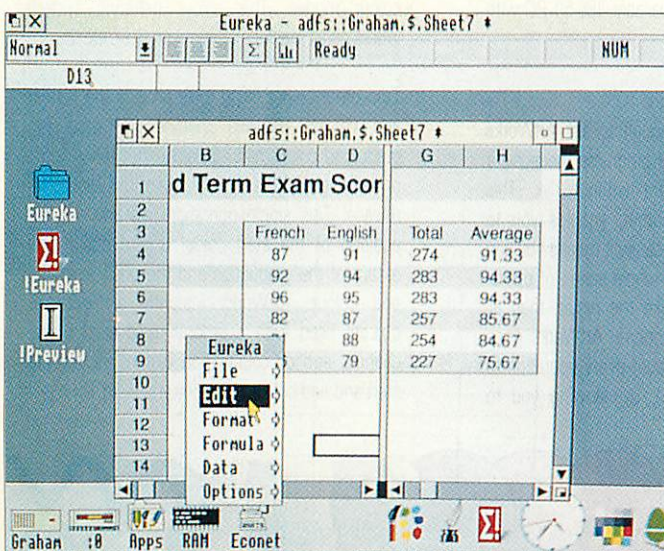 Eureka - adfs::Graham.$.Sheet7 *
Normal Σ Ready NUM
D13
adfs::Graham.$.Sheet7 *
B C D G H
1 d Term Exam Scor
2
3 French English Total Average
4 87 91 274 91.33
5 92 94 283 94.33
6 96 95 283 94.33
7 82 87 257 85.67
8 88 254 84.67
9 79 227 75.67
10
11
12
13
14
Eureka
File
Edit
Format
Formula
Data
Options
Eureka
Σ!
!Eureka
!Preview
Graham :0 Apps RAM Econet Σ!